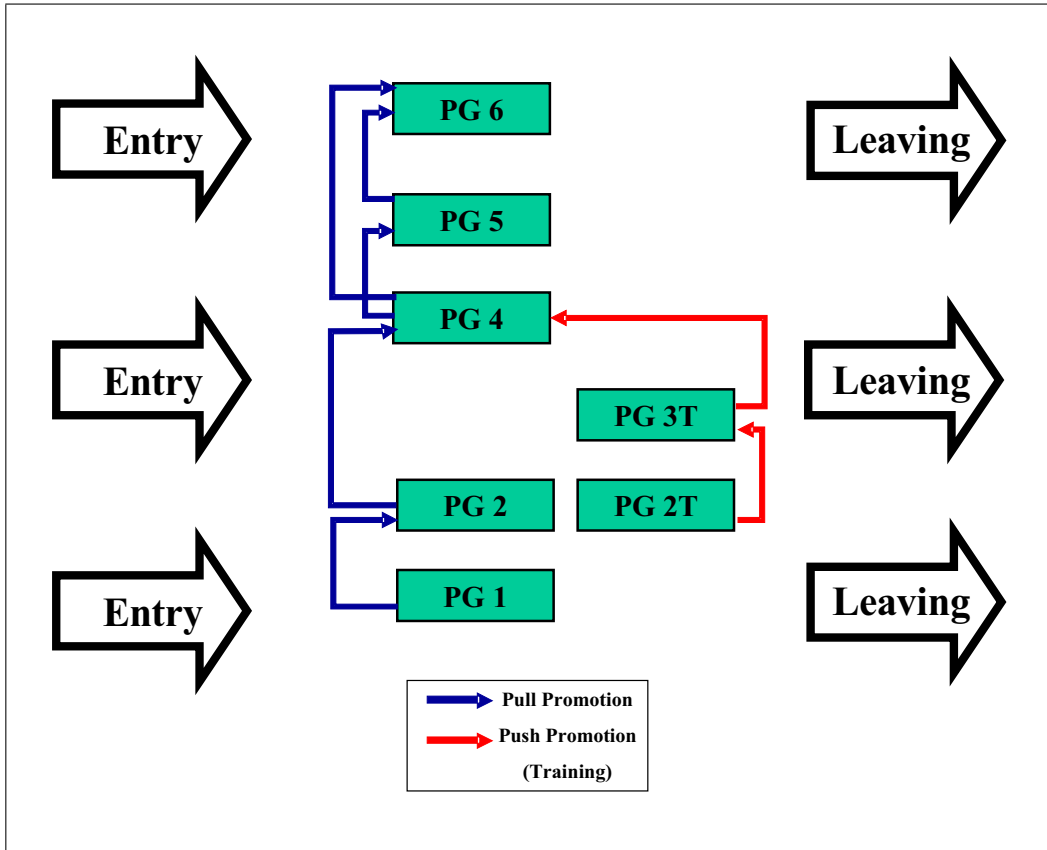 PG 6
Entry
Leaving
PG 5
PG 4
Entry
Leaving
PG 3T
PG 2
PG 2T
PG 1
Entry
Leaving
Pull Promotion
Push Promotion
(Training)